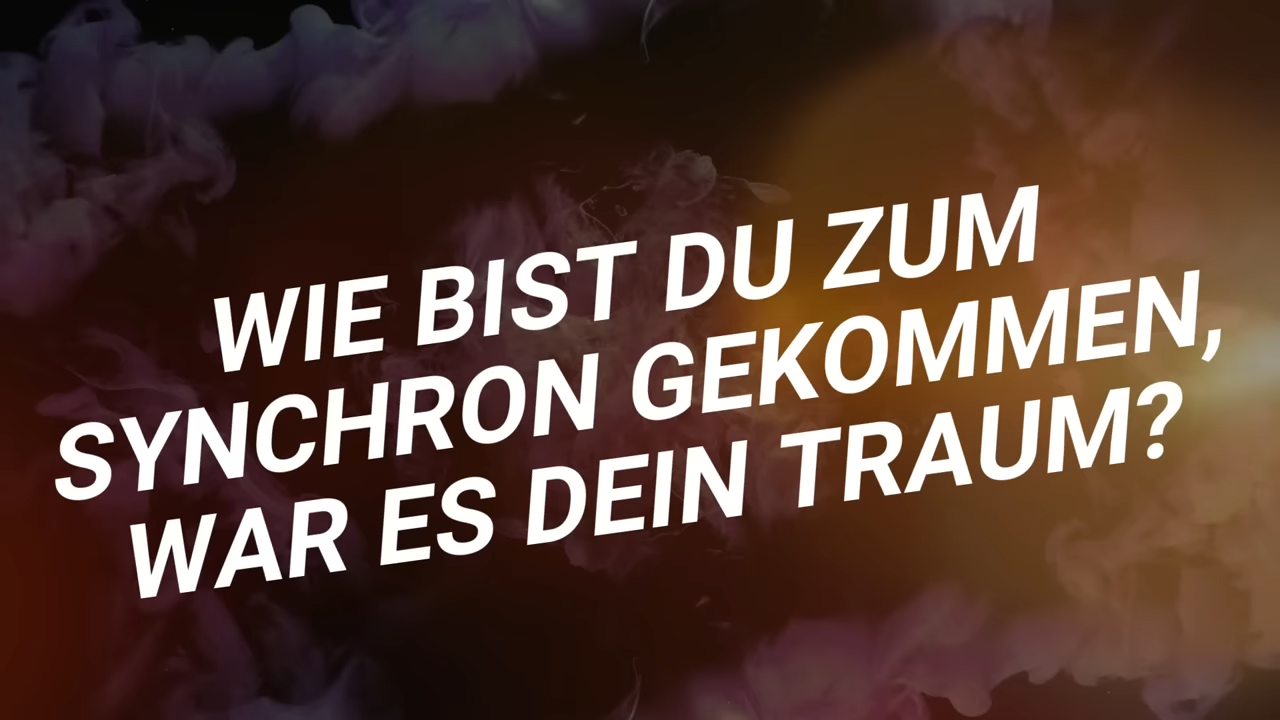 WIE BIST DU ZUM
SYNCHRON GEKOMMEN,
WAR ES DEIN TRAUM?